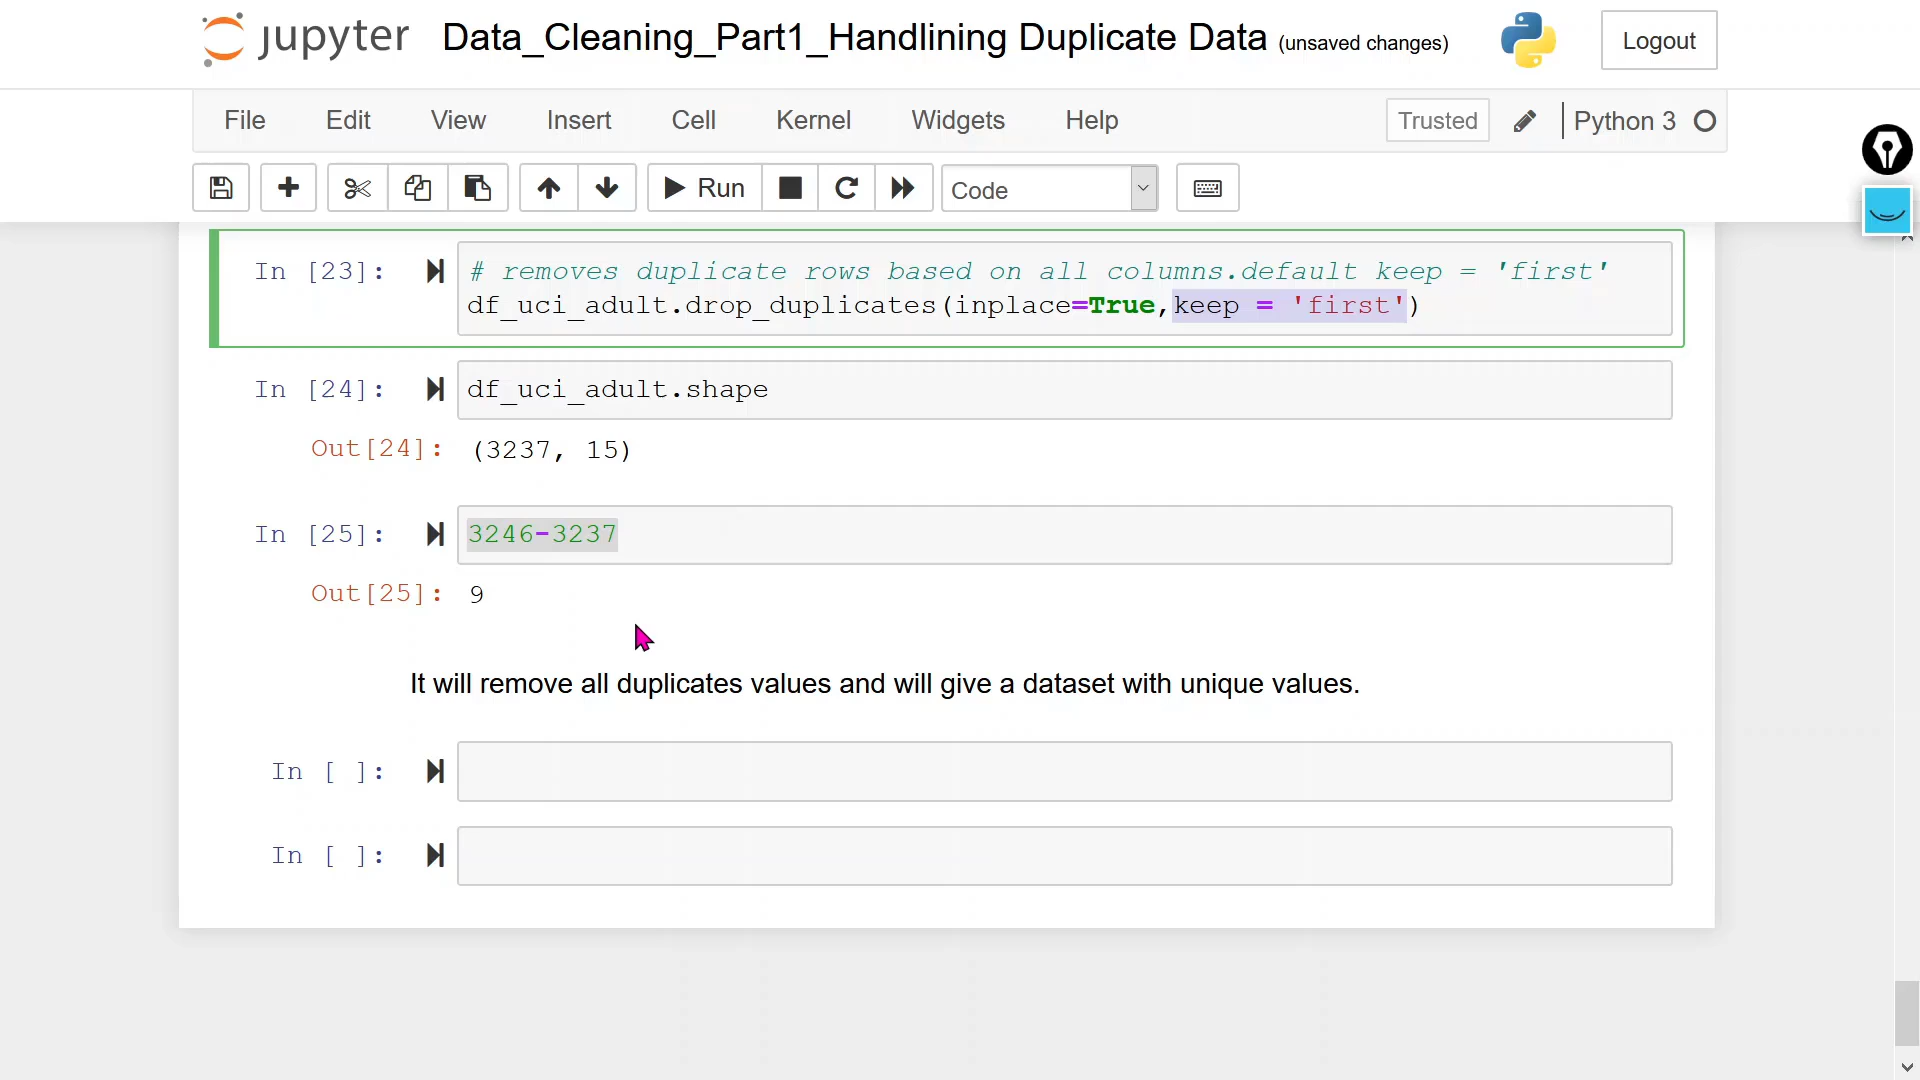 jupyter Data_Cleaning_Part1_Handlining Duplicate Data (unsaved changes) Logout
File Edit View Insert Cell Kernel Widgets Help Trusted Python 3
Run Code
In [23]: # removes duplicate rows based on all columns.default keep = 'first'
df_uci_adult.drop_duplicates(inplace=True,keep = 'first')
In [24]: df_uci_adult.shape
Out[24]: (3237, 15)
In [25]: 3246-3237
Out[25]: 9
It will remove all duplicates values and will give a dataset with unique values.
In [ ]:
In [ ]: